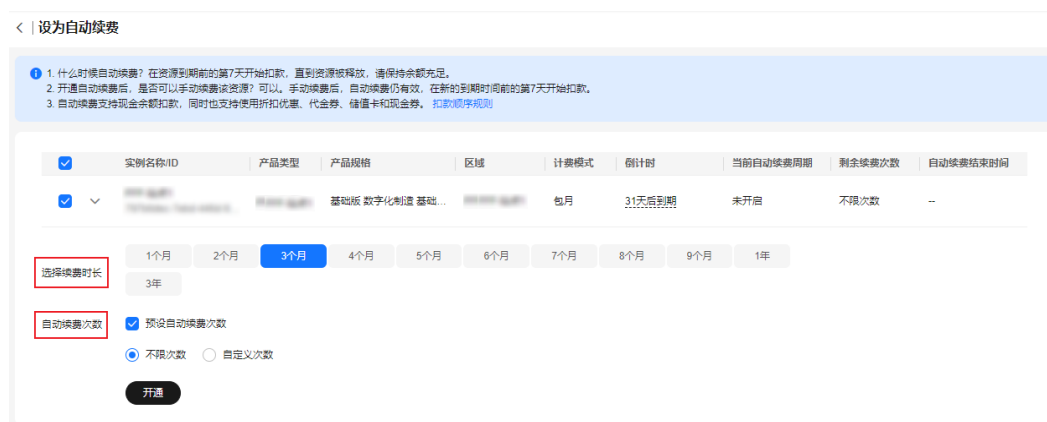 < | 设为自动续费
1. 什么时候自动续费？在资源到期前的第7天开始扣款，直到资源被释放，请保持余额充足。
2. 开通自动续费后，是否可以手动续费该资源？可以。手动续费后，自动续费仍有效，在新的到期时间前的第7天开始扣款。
3. 自动续费支持现金余额扣款，同时也支持使用折扣优惠、代金券、储值卡和现金券。 扣款顺序规则
实例名称/ID 产品类型 产品规格 区域 计费模式 倒计时 当前自动续费周期 剩余续费次数 自动续费结束时间
基础版 数字化制造 基础... 包月 31天后到期 未开启 不限次数 --
选择续费时长 1个月 2个月 3个月 4个月 5个月 6个月 7个月 8个月 9个月 1年
3年
自动续费次数 预设自动续费次数
不限次数 自定义次数
开通